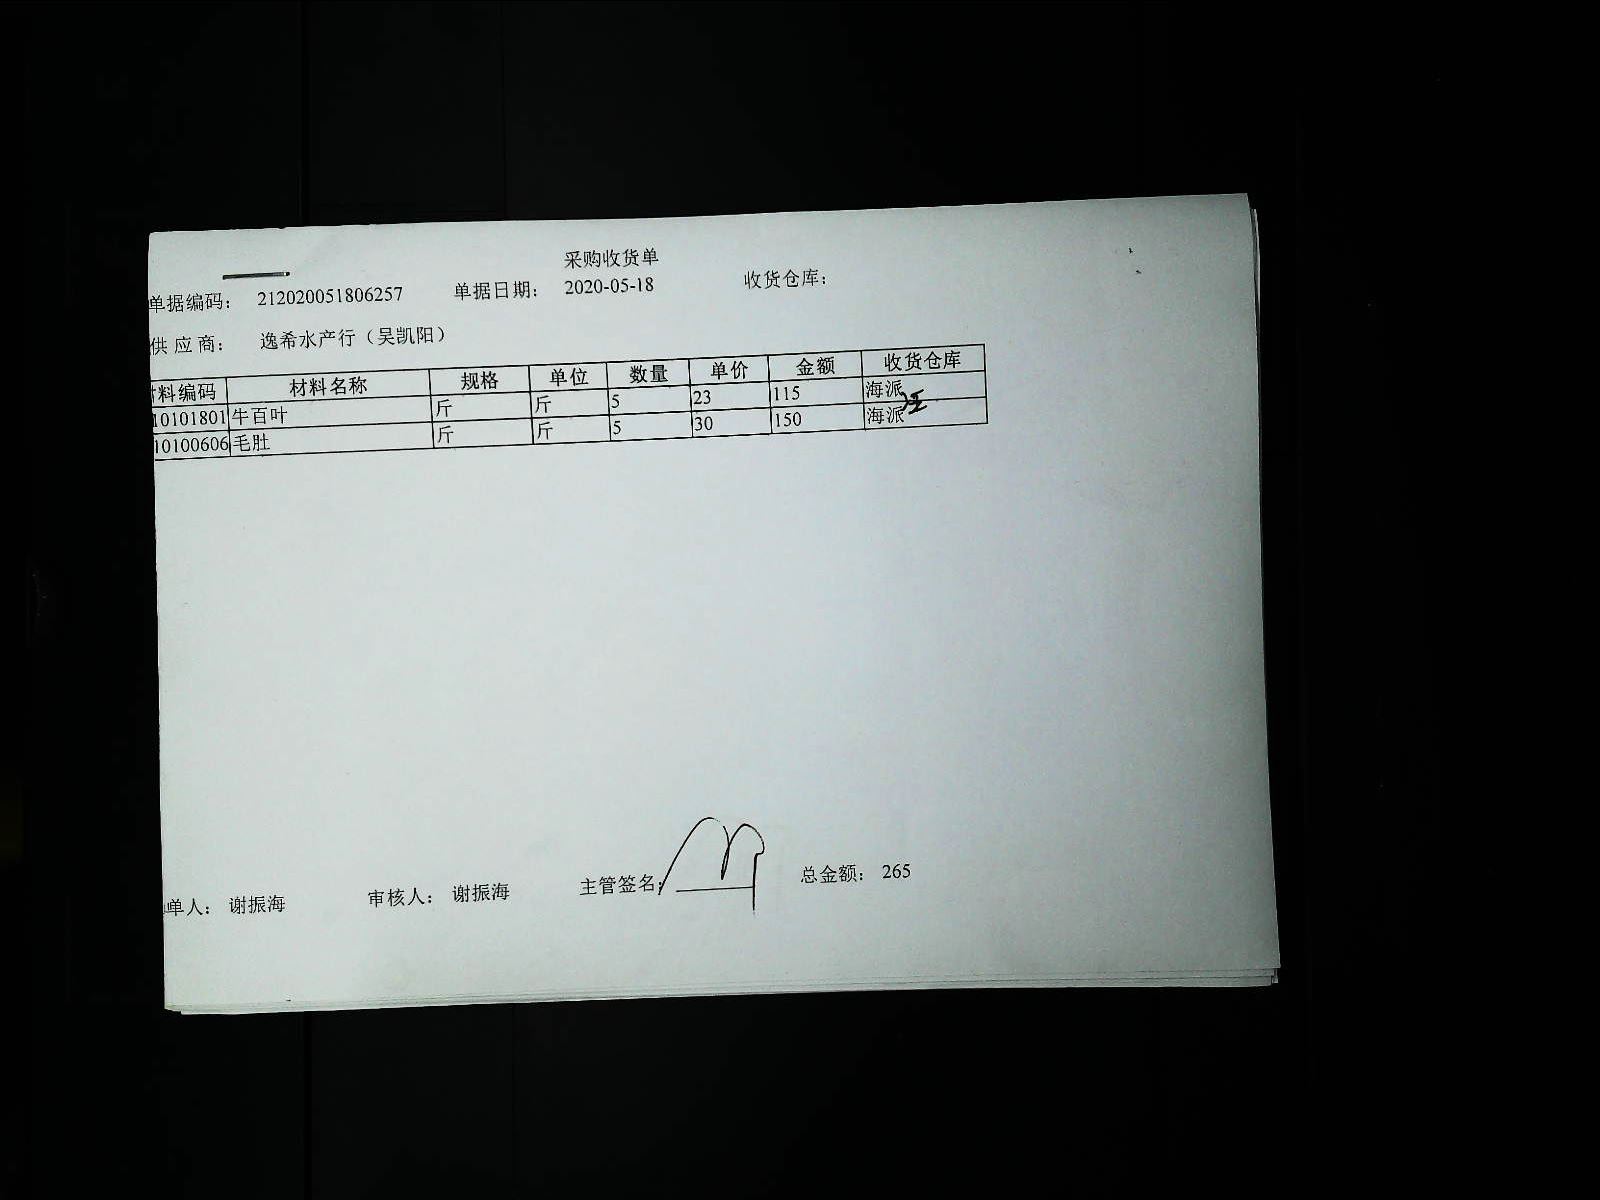 采购收货单
单据编码: 212020051806257 单据日期: 2020-05-18 收货仓库:
供应商: 逸希水产行(吴凯阳)
料编码 材料名称 规格 单位 数量 单价 金额 收货仓库
10101801 牛百叶 斤 斤 5 23 115 海派
10100606 毛肚 斤 斤 5 30 150 海派
单人: 谢振海 审核人: 谢振海 主管签名: 总金额: 265